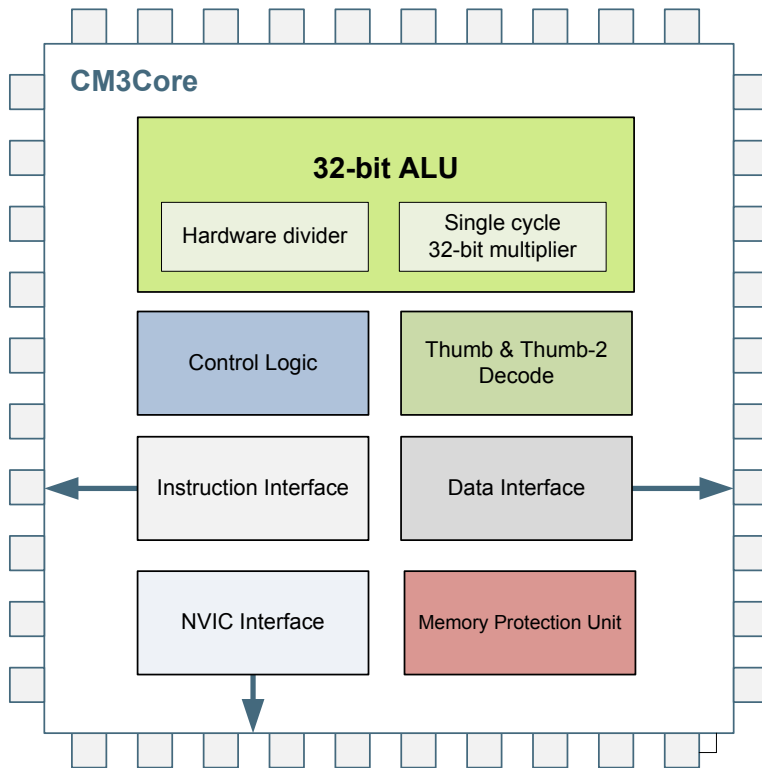 CM3Core
32-bit ALU
Hardware divider
Single cycle
32-bit multiplier
Control Logic
Thumb & Thumb-2
Decode
Instruction Interface
Data Interface
NVIC Interface
Memory Protection Unit